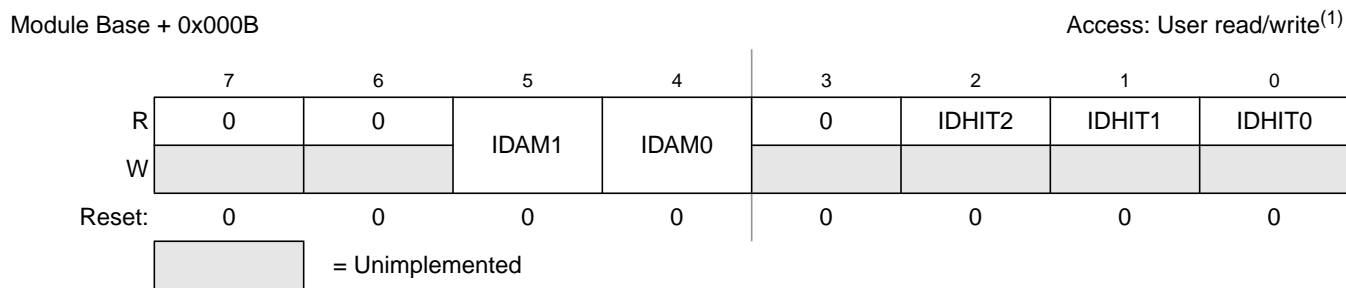 Module Base + 0x000B Access: User read/write(1)
7 6 5 4 3 2 1 0
R 0 0 IDAM1 IDAM0 0 IDHIT2 IDHIT1 IDHIT0
W
Reset: 0 0 0 0 0 0 0 0
= Unimplemented